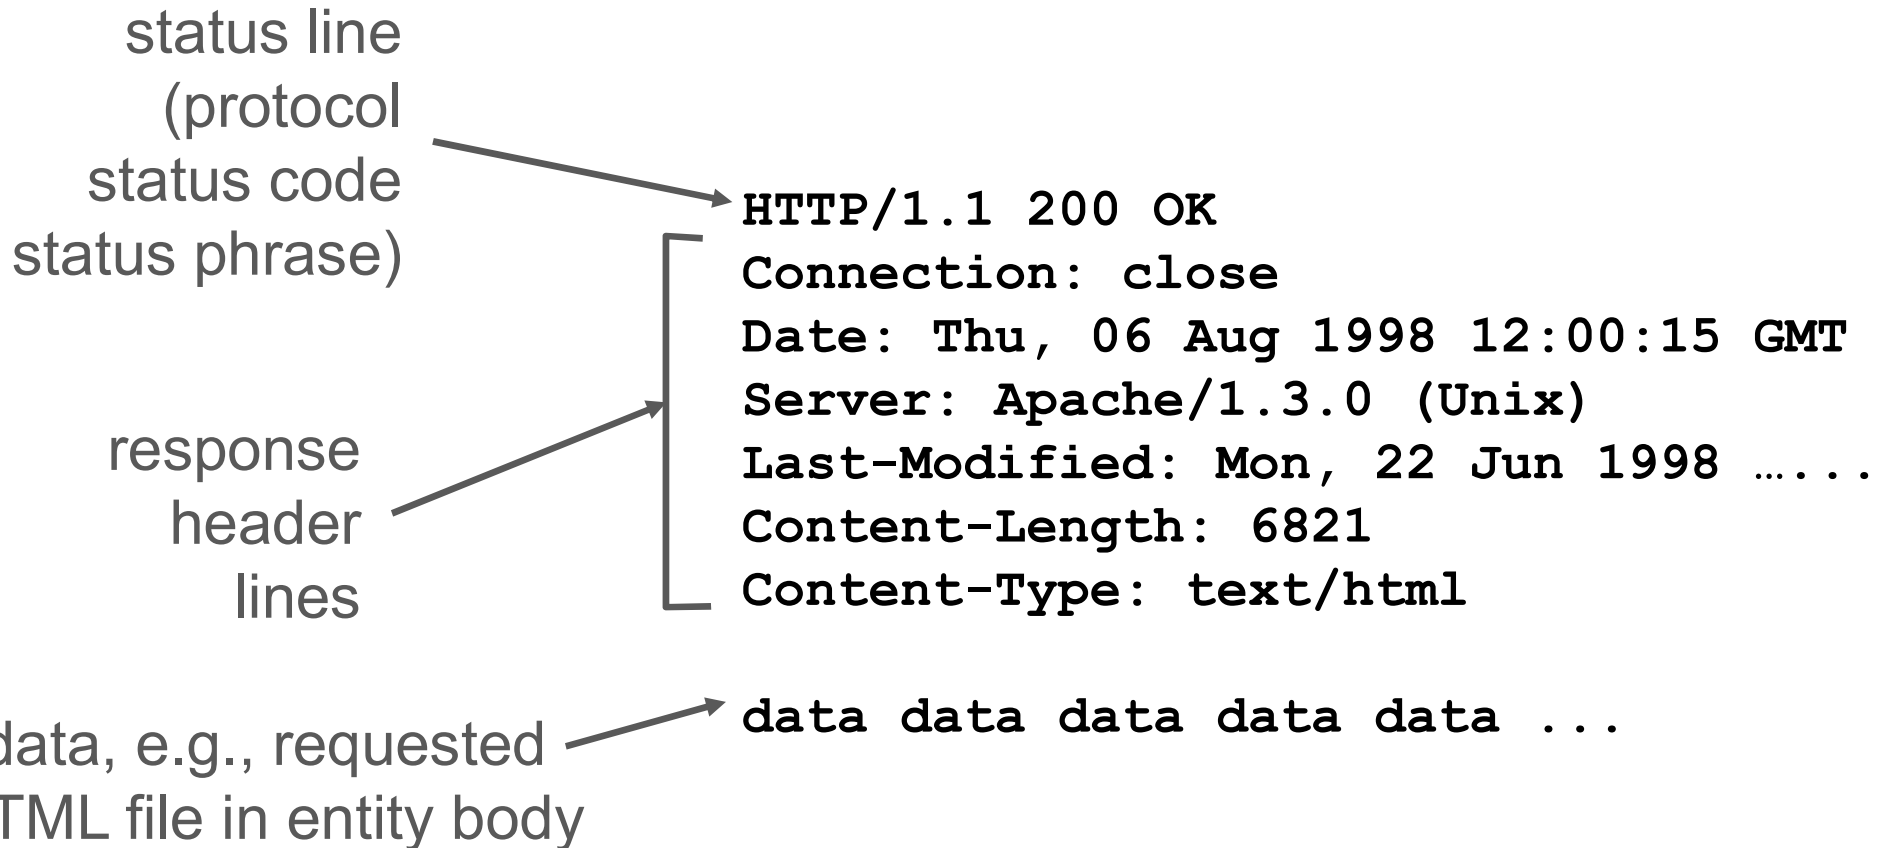 status line
(protocol
status code
status phrase)
HTTP/1.1 200 OK
Connection: close
Date: Thu, 06 Aug 1998 12:00:15 GMT
Server: Apache/1.3.0 (Unix)
Last-Modified: Mon, 22 Jun 1998 …...
Content-Length: 6821
Content-Type: text/html
response
header
lines
data data data data data ...
data, e.g., requested
TML file in entity body